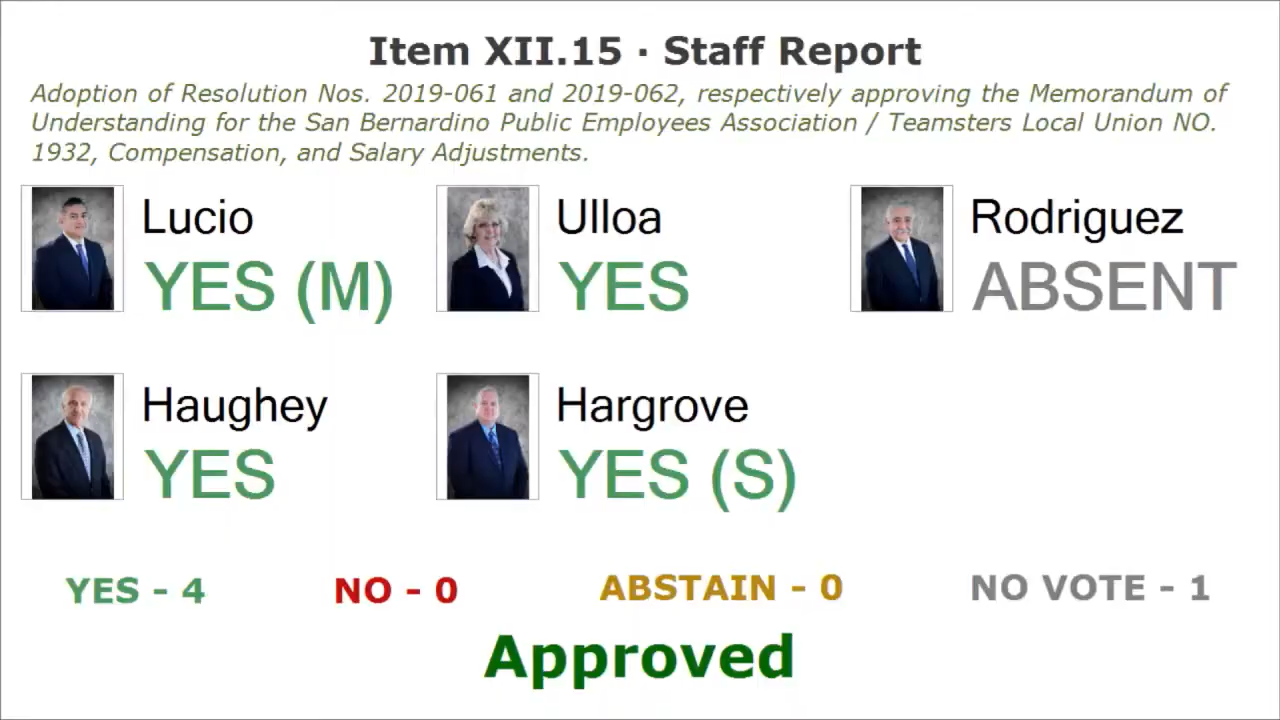 Item XII.15 · Staff Report
Adoption of Resolution Nos. 2019-061 and 2019-062, respectively approving the Memorandum of
Understanding for the San Bernardino Public Employees Association / Teamsters Local Union NO.
1932, Compensation, and Salary Adjustments.
Lucio
YES (M)
Ulloa
YES
Rodriguez
ABSENT
Haughey
YES
Hargrove
YES (S)
YES - 4
NO - 0
ABSTAIN - 0
NO VOTE - 1
Approved